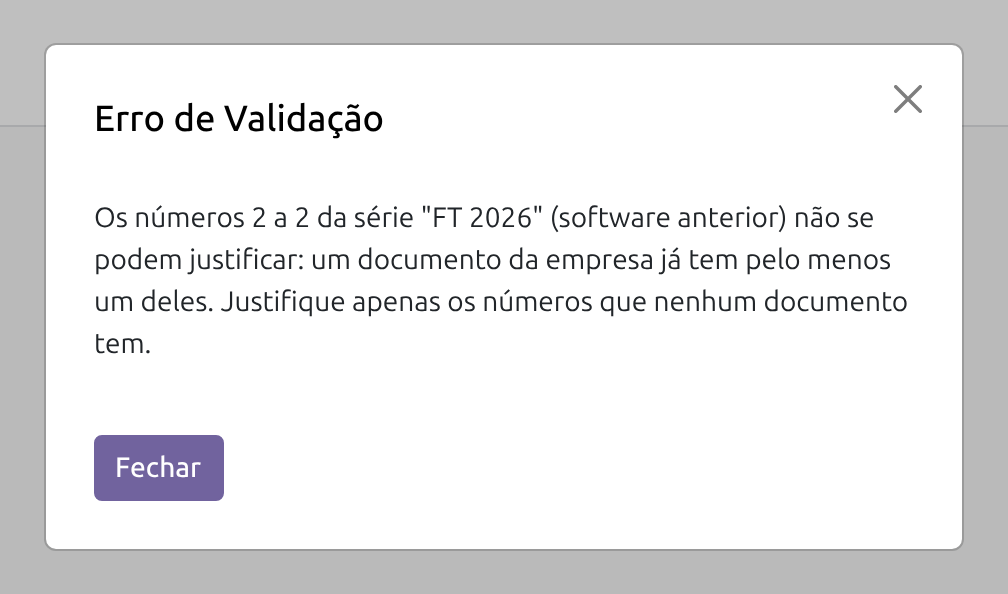 Erro de Validação
Os números 2 a 2 da série "FT 2026" (software anterior) não se
podem justificar: um documento da empresa já tem pelo menos
um deles. Justifique apenas os números que nenhum documento
tem.
Fechar